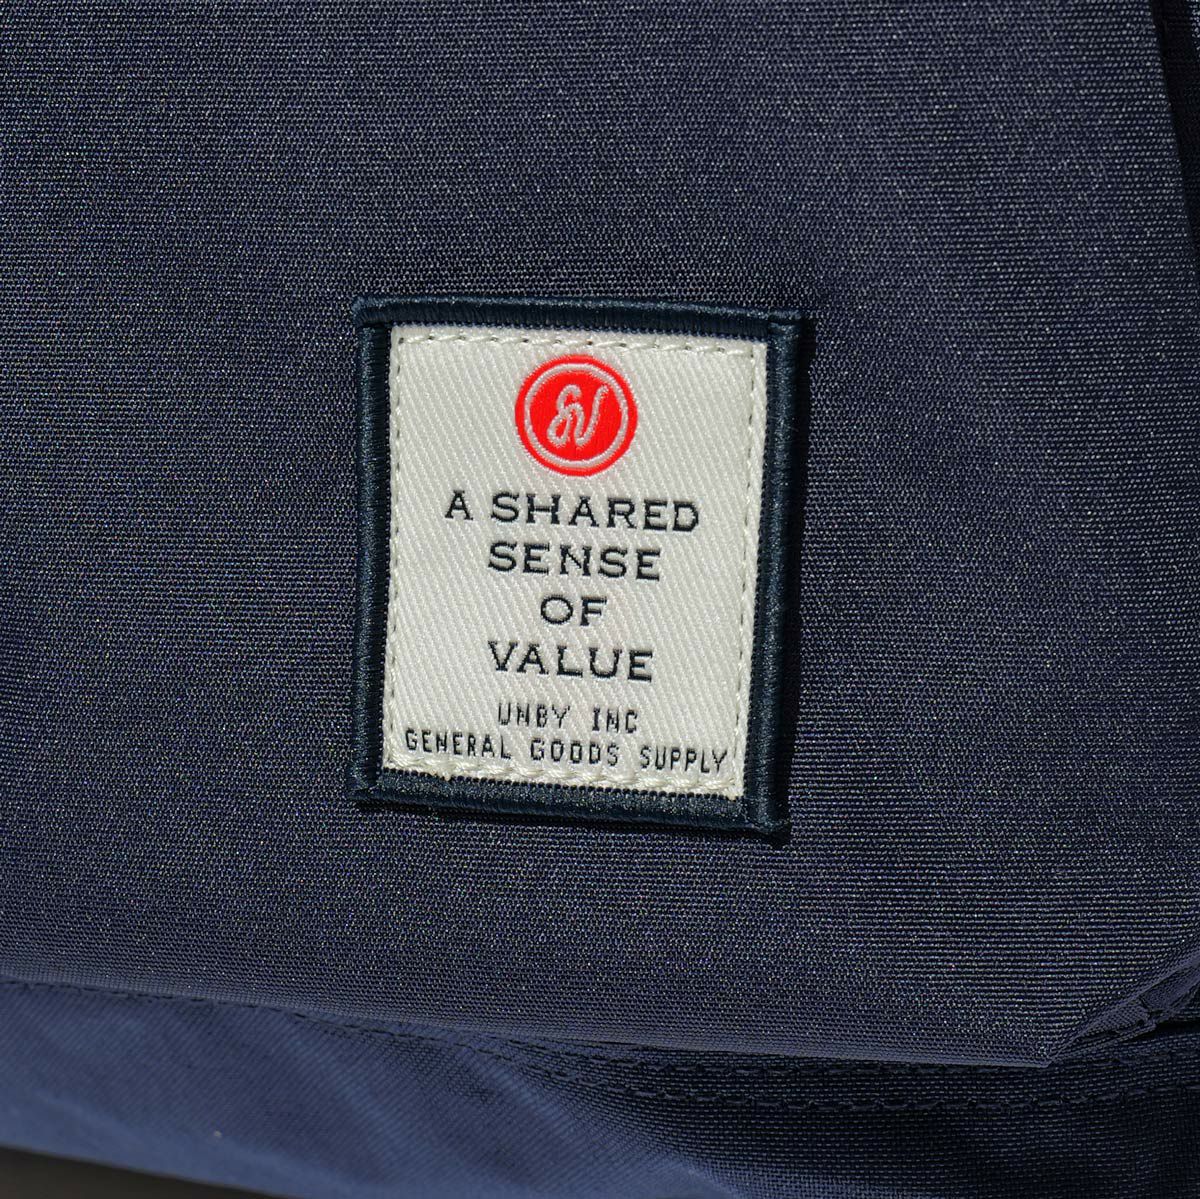 A SHARED
SENSE
OF
VALUE
UNBY INC
GENERAL GOODS SUPPLY